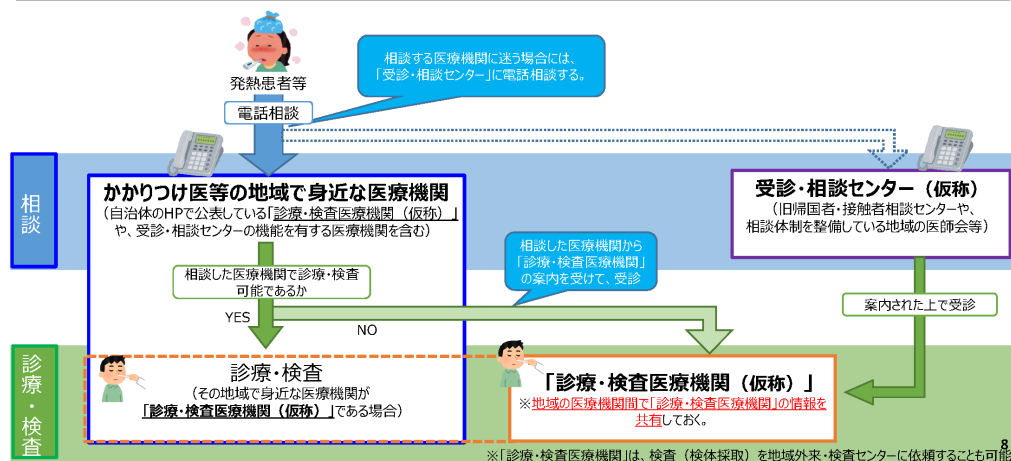 発熱患者等
電話相談
相談する医療機関に迷う場合には、
「受診・相談センター」に電話相談する。
相談
かかりつけ医等の地域で身近な医療機関
（自治体のHPで公表している「診療・検査医療機関（仮称）」
や、受診・相談センターの機能を有する医療機関を含む）
受診・相談センター（仮称）
（旧帰国者・接触者相談センターや、
相談体制を整備している地域の医師会等）
相談した医療機関で診療・検査
可能であるか
相談した医療機関から
「診療・検査医療機関」
の案内を受けて、受診
案内された上で受診
YES
NO
診療・検査
診療・検査
（その地域で身近な医療機関が
「診療・検査医療機関（仮称）」である場合）
「診療・検査医療機関（仮称）」
※地域の医療機関間で「診療・検査医療機関」の情報を
共有しておく。
8
※「診療・検査医療機関」は、検査（検体採取）を地域外来・検査センターに依頼することも可能